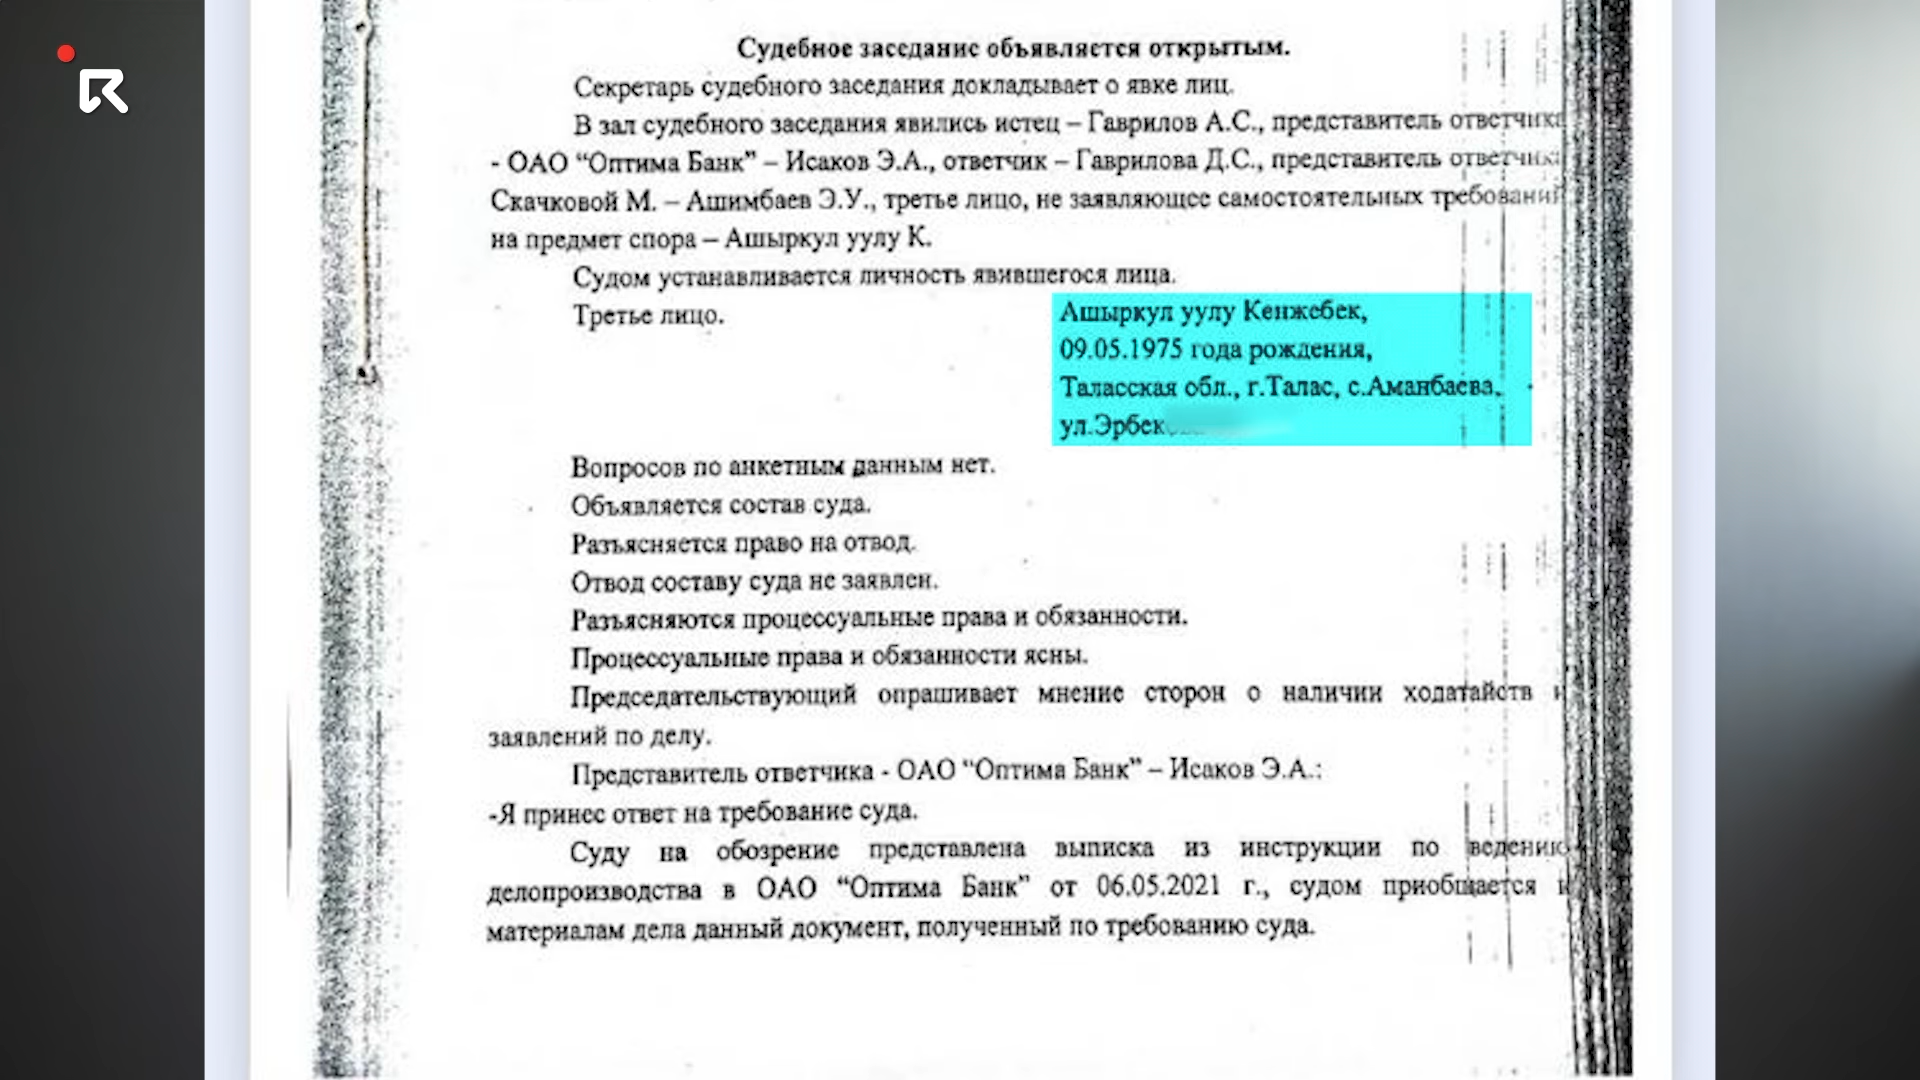 Судебное заседание объявляется открытым.
Секретарь судебного заседания докладывает о явке лиц.
В зал судебного заседания явились истец – Гаврилов А.С., представитель ответчика
- ОАО “Оптима Банк” – Исаков Э.А., ответчик – Гаврилова Д.С., представитель ответчика
Скачковой М. – Ашимбаев Э.У., третье лицо, не заявляющее самостоятельных требований
на предмет спора – Ашыркул уулу К.
Судом устанавливается личность явившегося лица.
Третье лицо.
Ашыркул уулу Кенжебек,
09.05.1975 года рождения,
Таласская обл., г.Талас, с.Аманбаева,
ул.Эрбек
Вопросов по анкетным данным нет.
Объявляется состав суда.
Разъясняется право на отвод.
Отвод составу суда не заявлен.
Разъясняются процессуальные права и обязанности.
Процессуальные права и обязанности ясны.
Председательствующий опрашивает мнение сторон о наличии ходатайств и
заявлений по делу.
Представитель ответчика - ОАО “Оптима Банк” – Исаков Э.А.:
-Я принес ответ на требование суда.
Суду на обозрение представлена выписка из инструкции по ведению
делопроизводства в ОАО “Оптима Банк” от 06.05.2021 г., судом приобщается к
материалам дела данный документ, полученный по требованию суда.